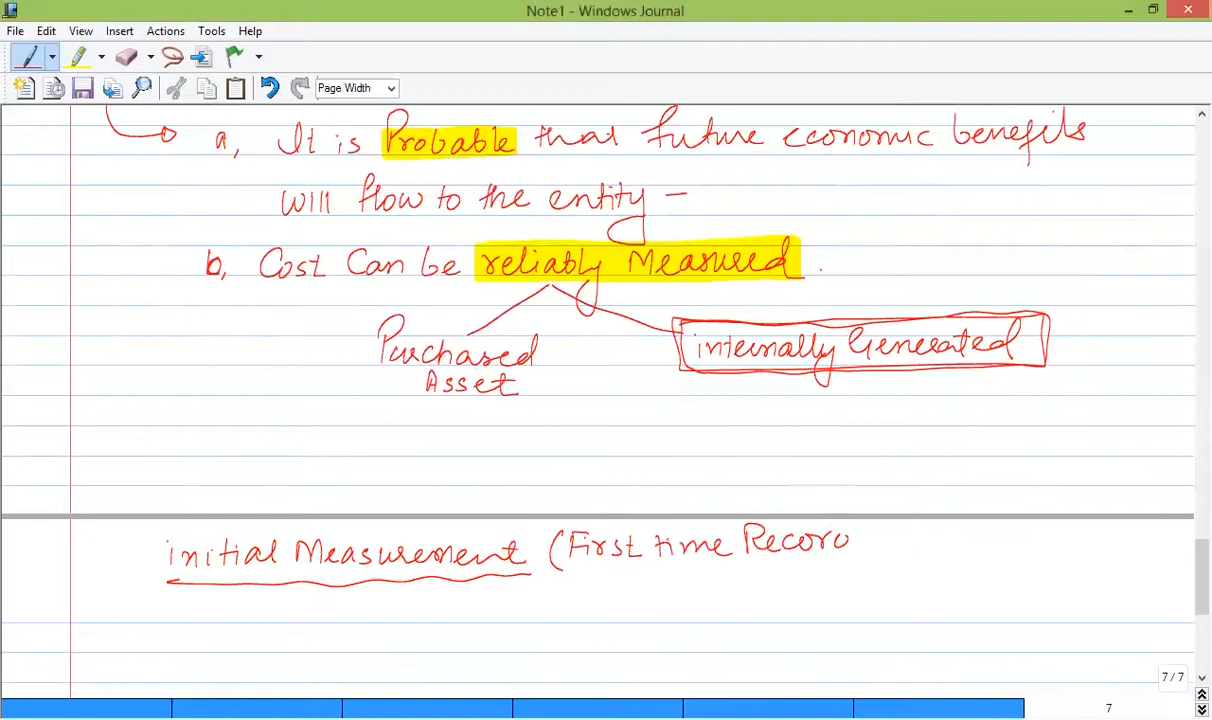 Note1 - Windows Journal
File Edit View Insert Actions Tools Help
Page Width
a, It is Probable that future economic benefits
will flow to the entity -
b, Cost Can be reliably Measured.
Purchased
Asset
internally Generated
initial Measurement (First time Recoro
7 / 7
7